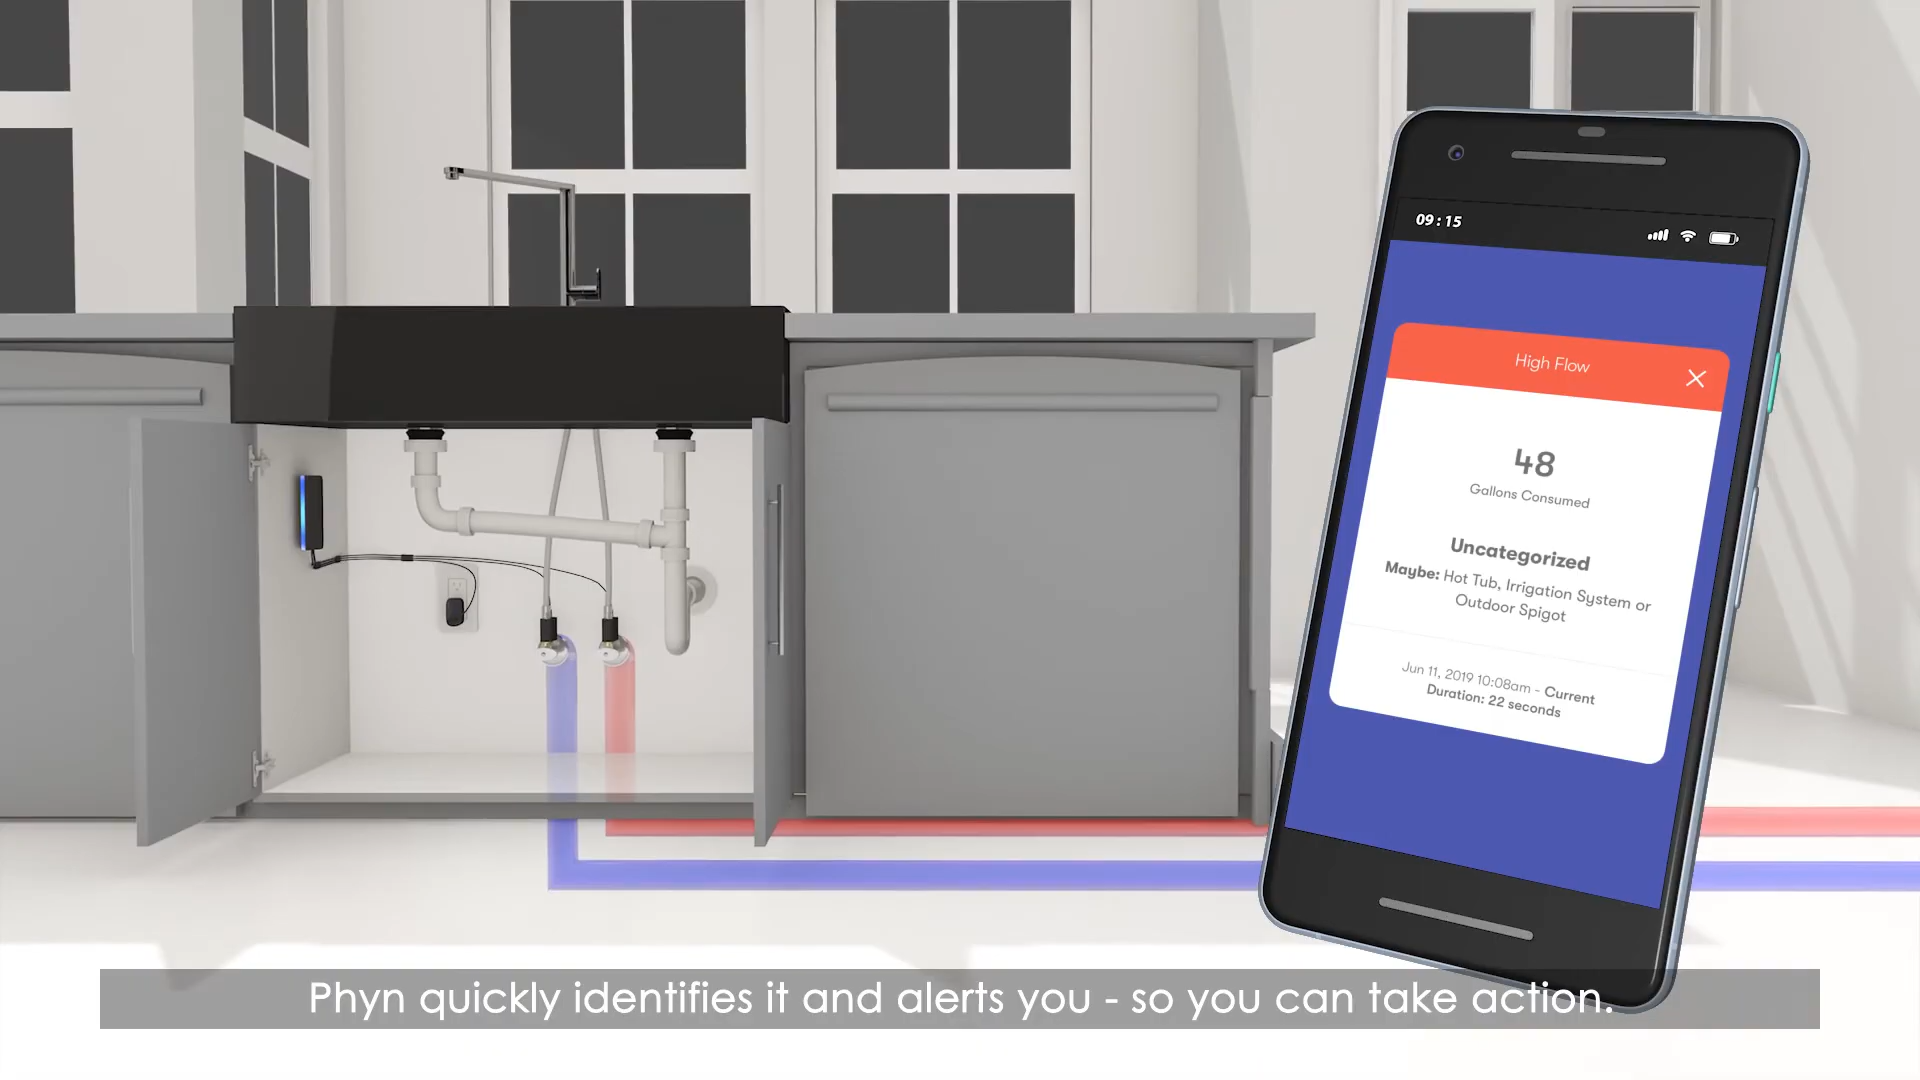 09:15
High Flow
48
Gallons Consumed
Uncategorized
Maybe: Hot Tub, Irrigation System or
Outdoor Spigot
Jun 11, 2019 10:08am - Current
Duration: 22 seconds
Phyn quickly identifies it and alerts you - so you can take action.